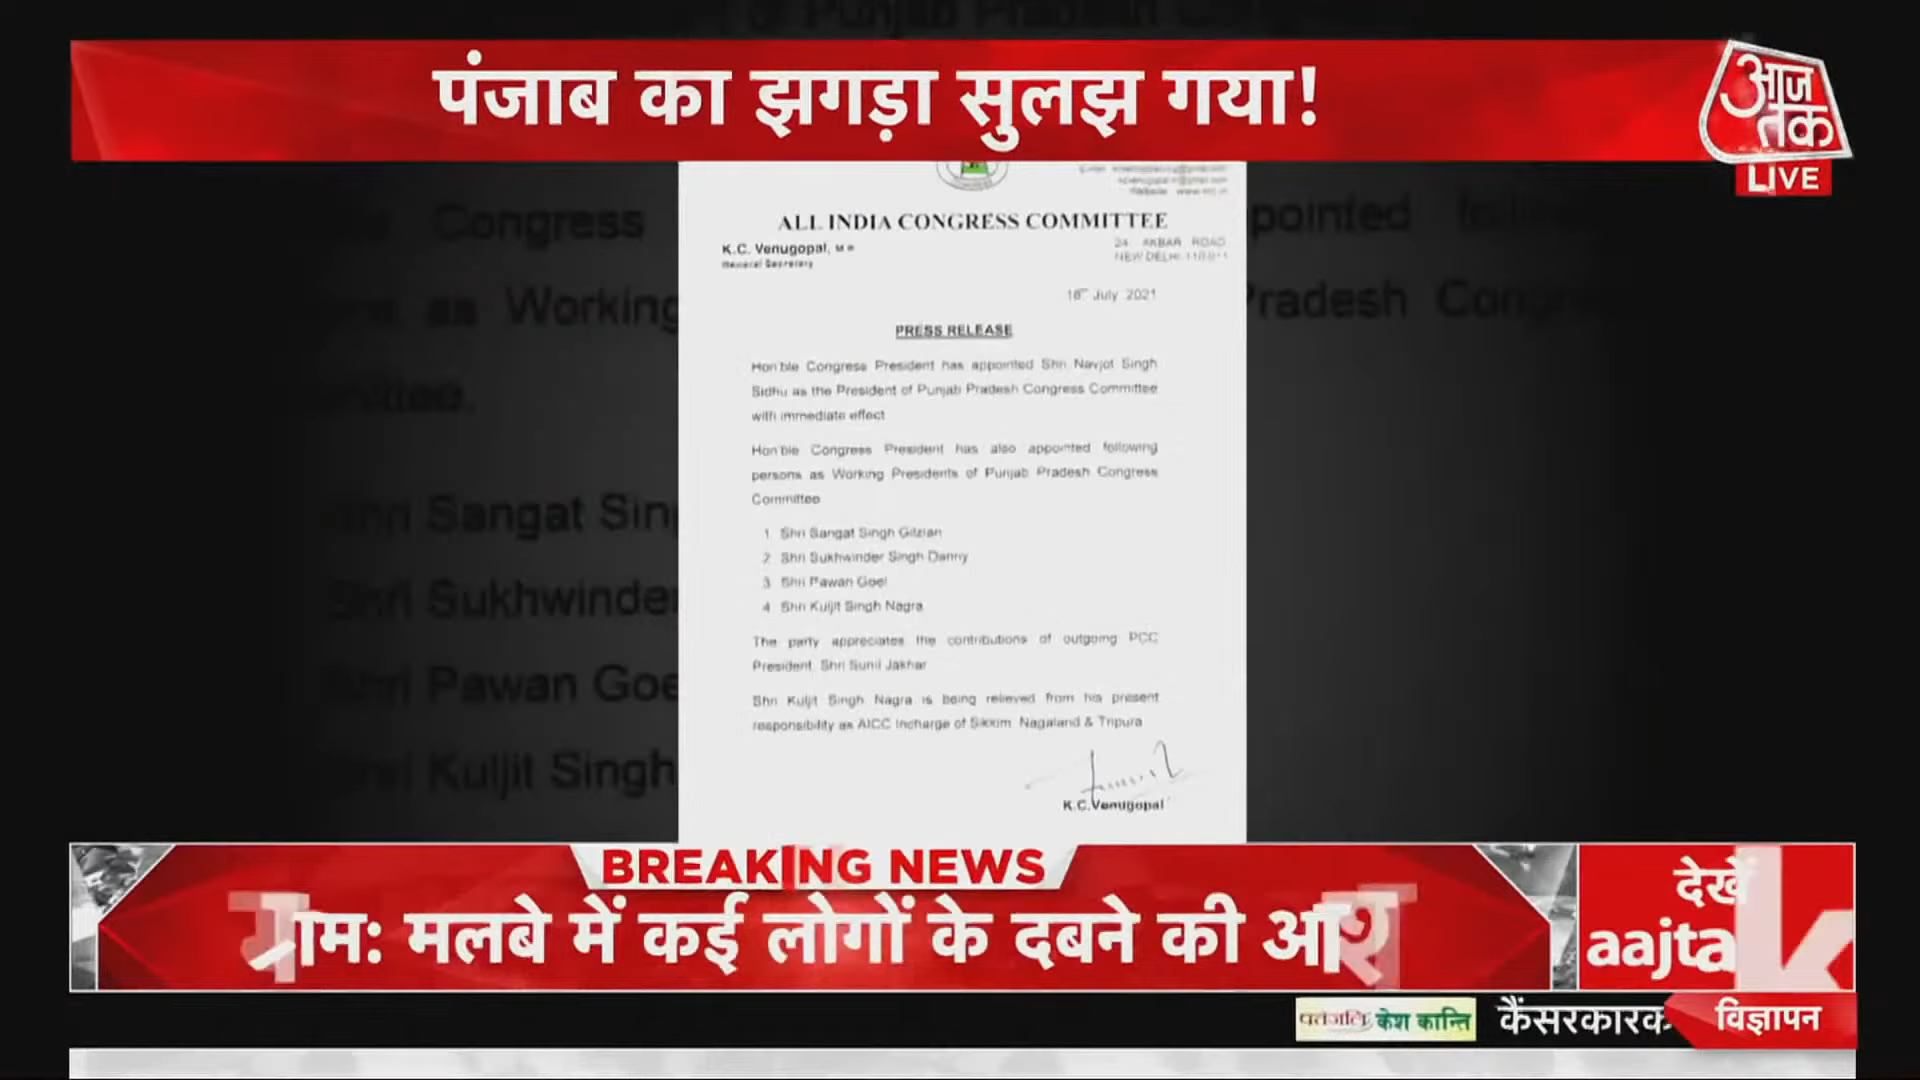 पंजाब का झगड़ा सुलझ गया!
आज तक
LIVE
ALL INDIA CONGRESS COMMITTEE
K.C. Venugopal, M P
General Secretary
24, AKBAR ROAD,
NEW DELHI
July 2021
PRESS RELEASE
Hon'ble Congress President has appointed Shri Navjot Singh
Sidhu as the President of Punjab Pradesh Congress Committee
with immediate effect
Hon'ble Congress President has also appointed following
persons as Working Presidents of Punjab Pradesh Congress
Committee
1 Shri Sangat Singh Gilzian
2 Shri Sukhwinder Singh Danny
3 Shri Pawan Goel
4 Shri Kuljit Singh Nagra
The party appreciates the contributions of outgoing PCC
President Shri Sunil Jakhar
Shri Kuljit Singh Nagra is being relieved from his present
responsibility as AICC Incharge of Sikkim Nagaland & Tripura
K.C.Venugopal
Congress
pointed
as Working
Pradesh
Shri Sangat
Shri Sukhwinder
Shri Pawan
Shri Kuljit Singh
BREAKING NEWS
मलबे में कई लोगों के दबने की
देखें
aajtak
पतंजलि केश कान्ति
कैंसरकारक
विज्ञापन